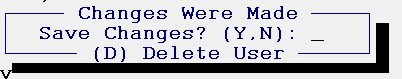 Changes Were Made
Save Changes? (Y,N): _
(D) Delete User